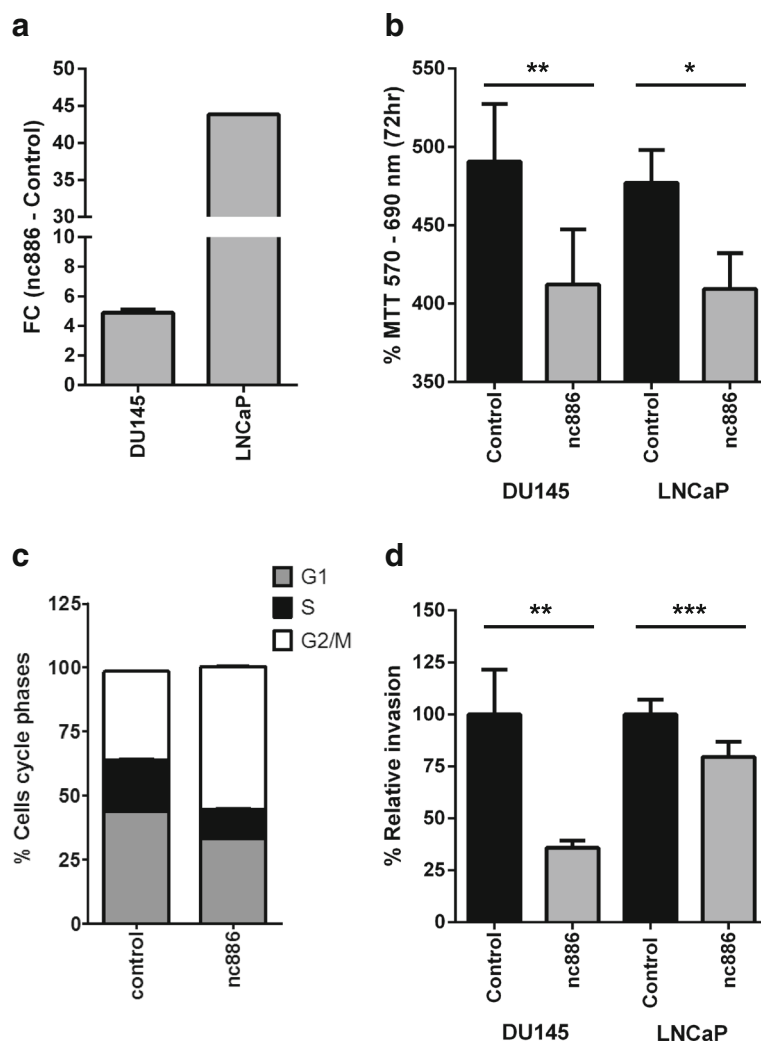 a
FC (nc886 - Control)
50
45
40
35
30
10
8
6
4
2
0
DU145
LNCaP
b
% MTT 570 - 690 nm (72hr)
550
500
450
400
350
**
*
Control
nc886
Control
nc886
DU145
LNCaP
c
G1
S
G2/M
% Cells cycle phases
125
100
75
50
25
0
control
nc886
d
% Relative invasion
150
125
100
75
50
25
0
**
***
Control
nc886
Control
nc886
DU145
LNCaP